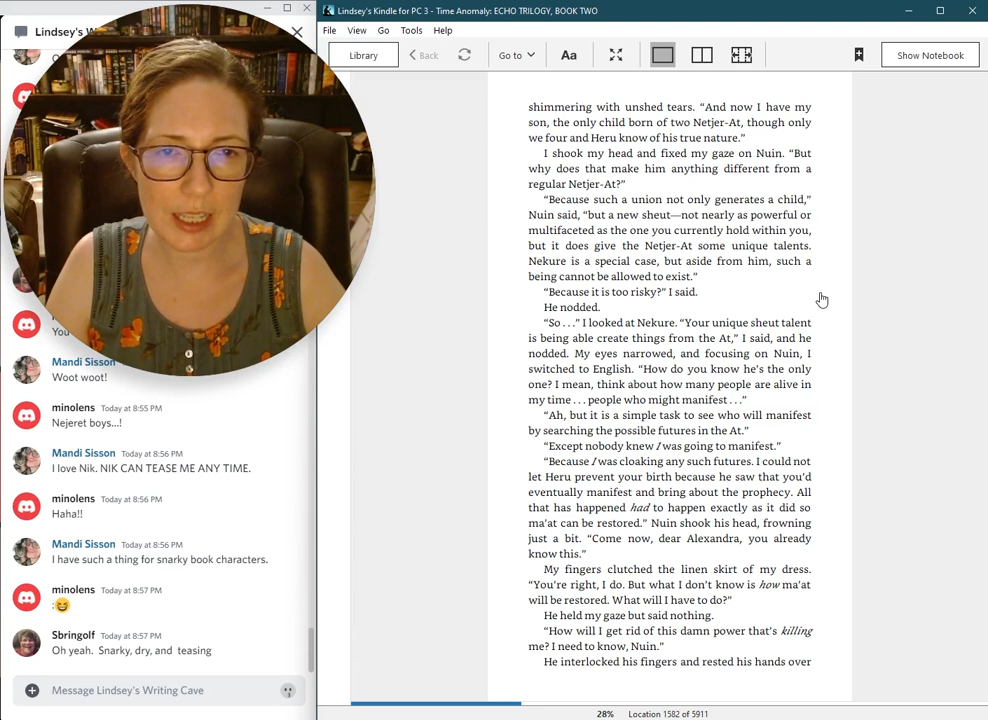 Lindsey's W
Yo
Mandi Sisson
Woot woot!
minolens Today at 8:55 PM
Nejeret boys...!
Mandi Sisson Today at 8:56 PM
I love Nik. NIK CAN TEASE ME ANY TIME.
minolens Today at 8:56 PM
Haha!!
Mandi Sisson Today at 8:56 PM
I have such a thing for snarky book characters.
minolens Today at 8:57 PM
:😆
Sbringolf Today at 8:57 PM
Oh yeah. Snarky, dry, and teasing
Message Lindsey's Writing Cave
Lindsey's Kindle for PC 3 - Time Anomaly: ECHO TRILOGY, BOOK TWO
File View Go Tools Help
Library Back Go to Aa Show Notebook
shimmering with unshed tears. “And now I have my
son, the only child born of two Netjer-At, though only
we four and Heru know of his true nature.”
I shook my head and fixed my gaze on Nuin. “But
why does that make him anything different from a
regular Netjer-At?”
“Because such a union not only generates a child,”
Nuin said, “but a new sheut—not nearly as powerful or
multifaceted as the one you currently hold within you,
but it does give the Netjer-At some unique talents.
Nekure is a special case, but aside from him, such a
being cannot be allowed to exist.”
“Because it is too risky?” I said.
He nodded.
“So . . .” I looked at Nekure. “Your unique sheut talent
is being able create things from the At,” I said, and he
nodded. My eyes narrowed, and focusing on Nuin, I
switched to English. “How do you know he's the only
one? I mean, think about how many people are alive in
my time . . . people who might manifest . . .”
“Ah, but it is a simple task to see who will manifest
by searching the possible futures in the At.”
“Except nobody knew I was going to manifest.”
“Because I was cloaking any such futures. I could not
let Heru prevent your birth because he saw that you'd
eventually manifest and bring about the prophecy. All
that has happened had to happen exactly as it did so
ma'at can be restored.” Nuin shook his head, frowning
just a bit. “Come now, dear Alexandra, you already
know this.”
My fingers clutched the linen skirt of my dress.
“You're right, I do. But what I don't know is how ma'at
will be restored. What will I have to do?”
He held my gaze but said nothing.
“How will I get rid of this damn power that's killing
me? I need to know, Nuin.”
He interlocked his fingers and rested his hands over
28% Location 1582 of 5911